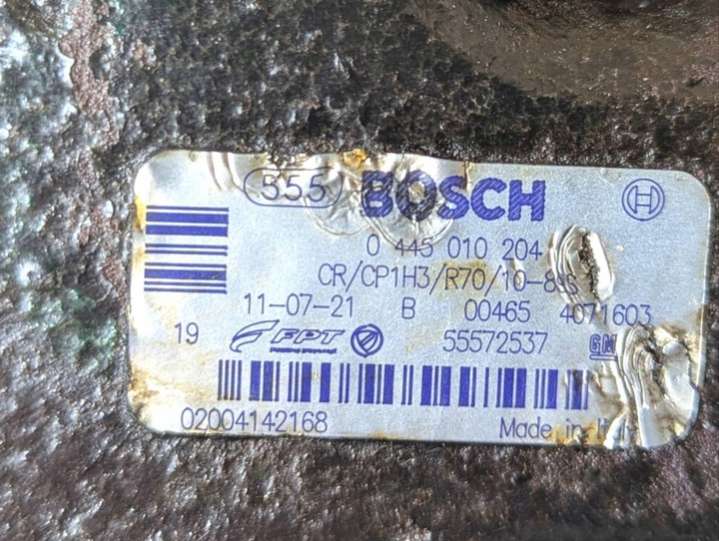 555 BOSCH
0 445 010 204
CR/CP1H3/R70/10-
11-07-21 B 00465 4071603
19 FPT 55572537 GM
02004142168
Made in